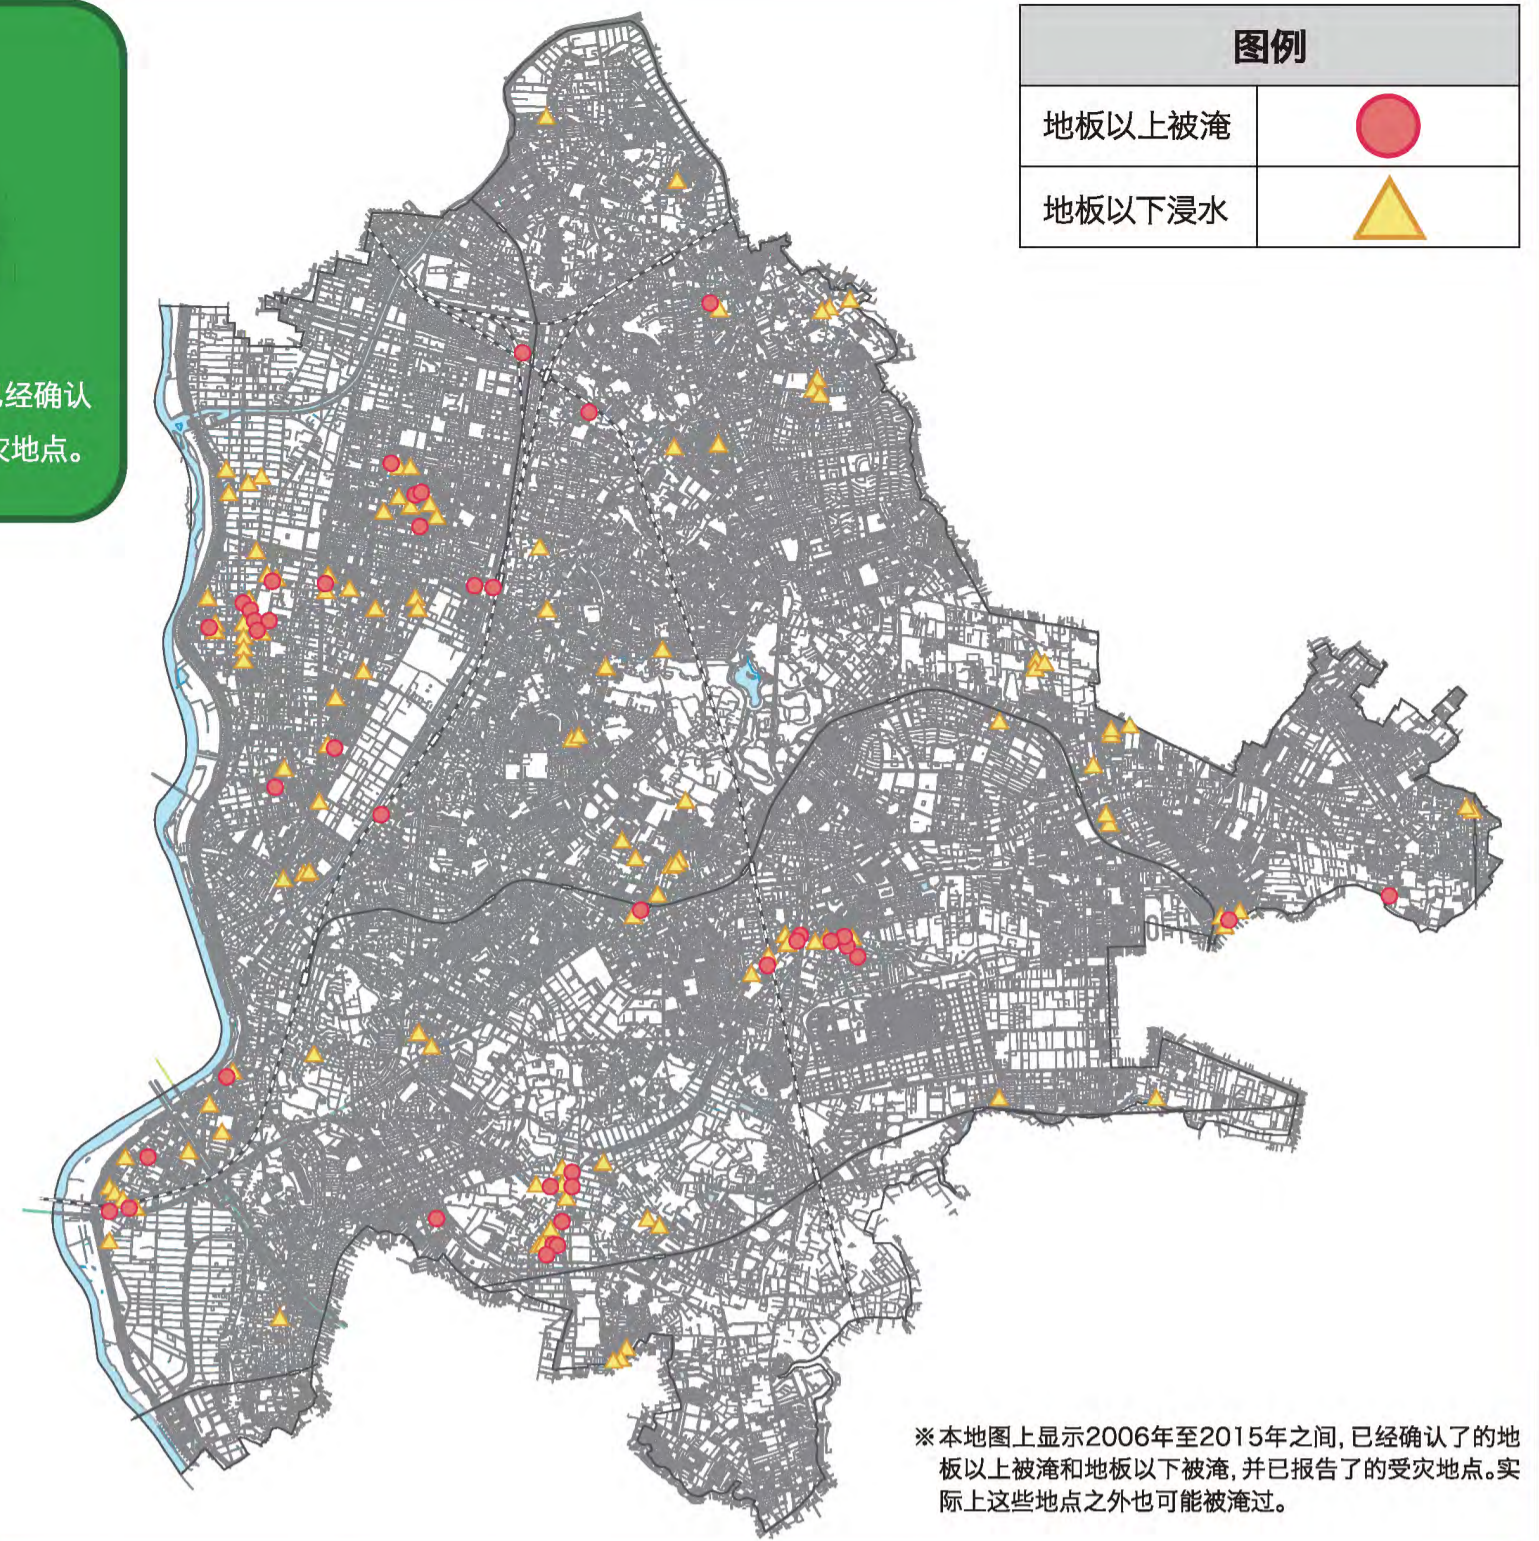 图例
地板以上被淹
地板以下浸水
经确认
灾地点。
※本地图上显示2006年至2015年之间，已经确认了的地
板以上被淹和地板以下被淹，并已报告了的受灾地点。实
际上这些地点之外也可能被淹过。